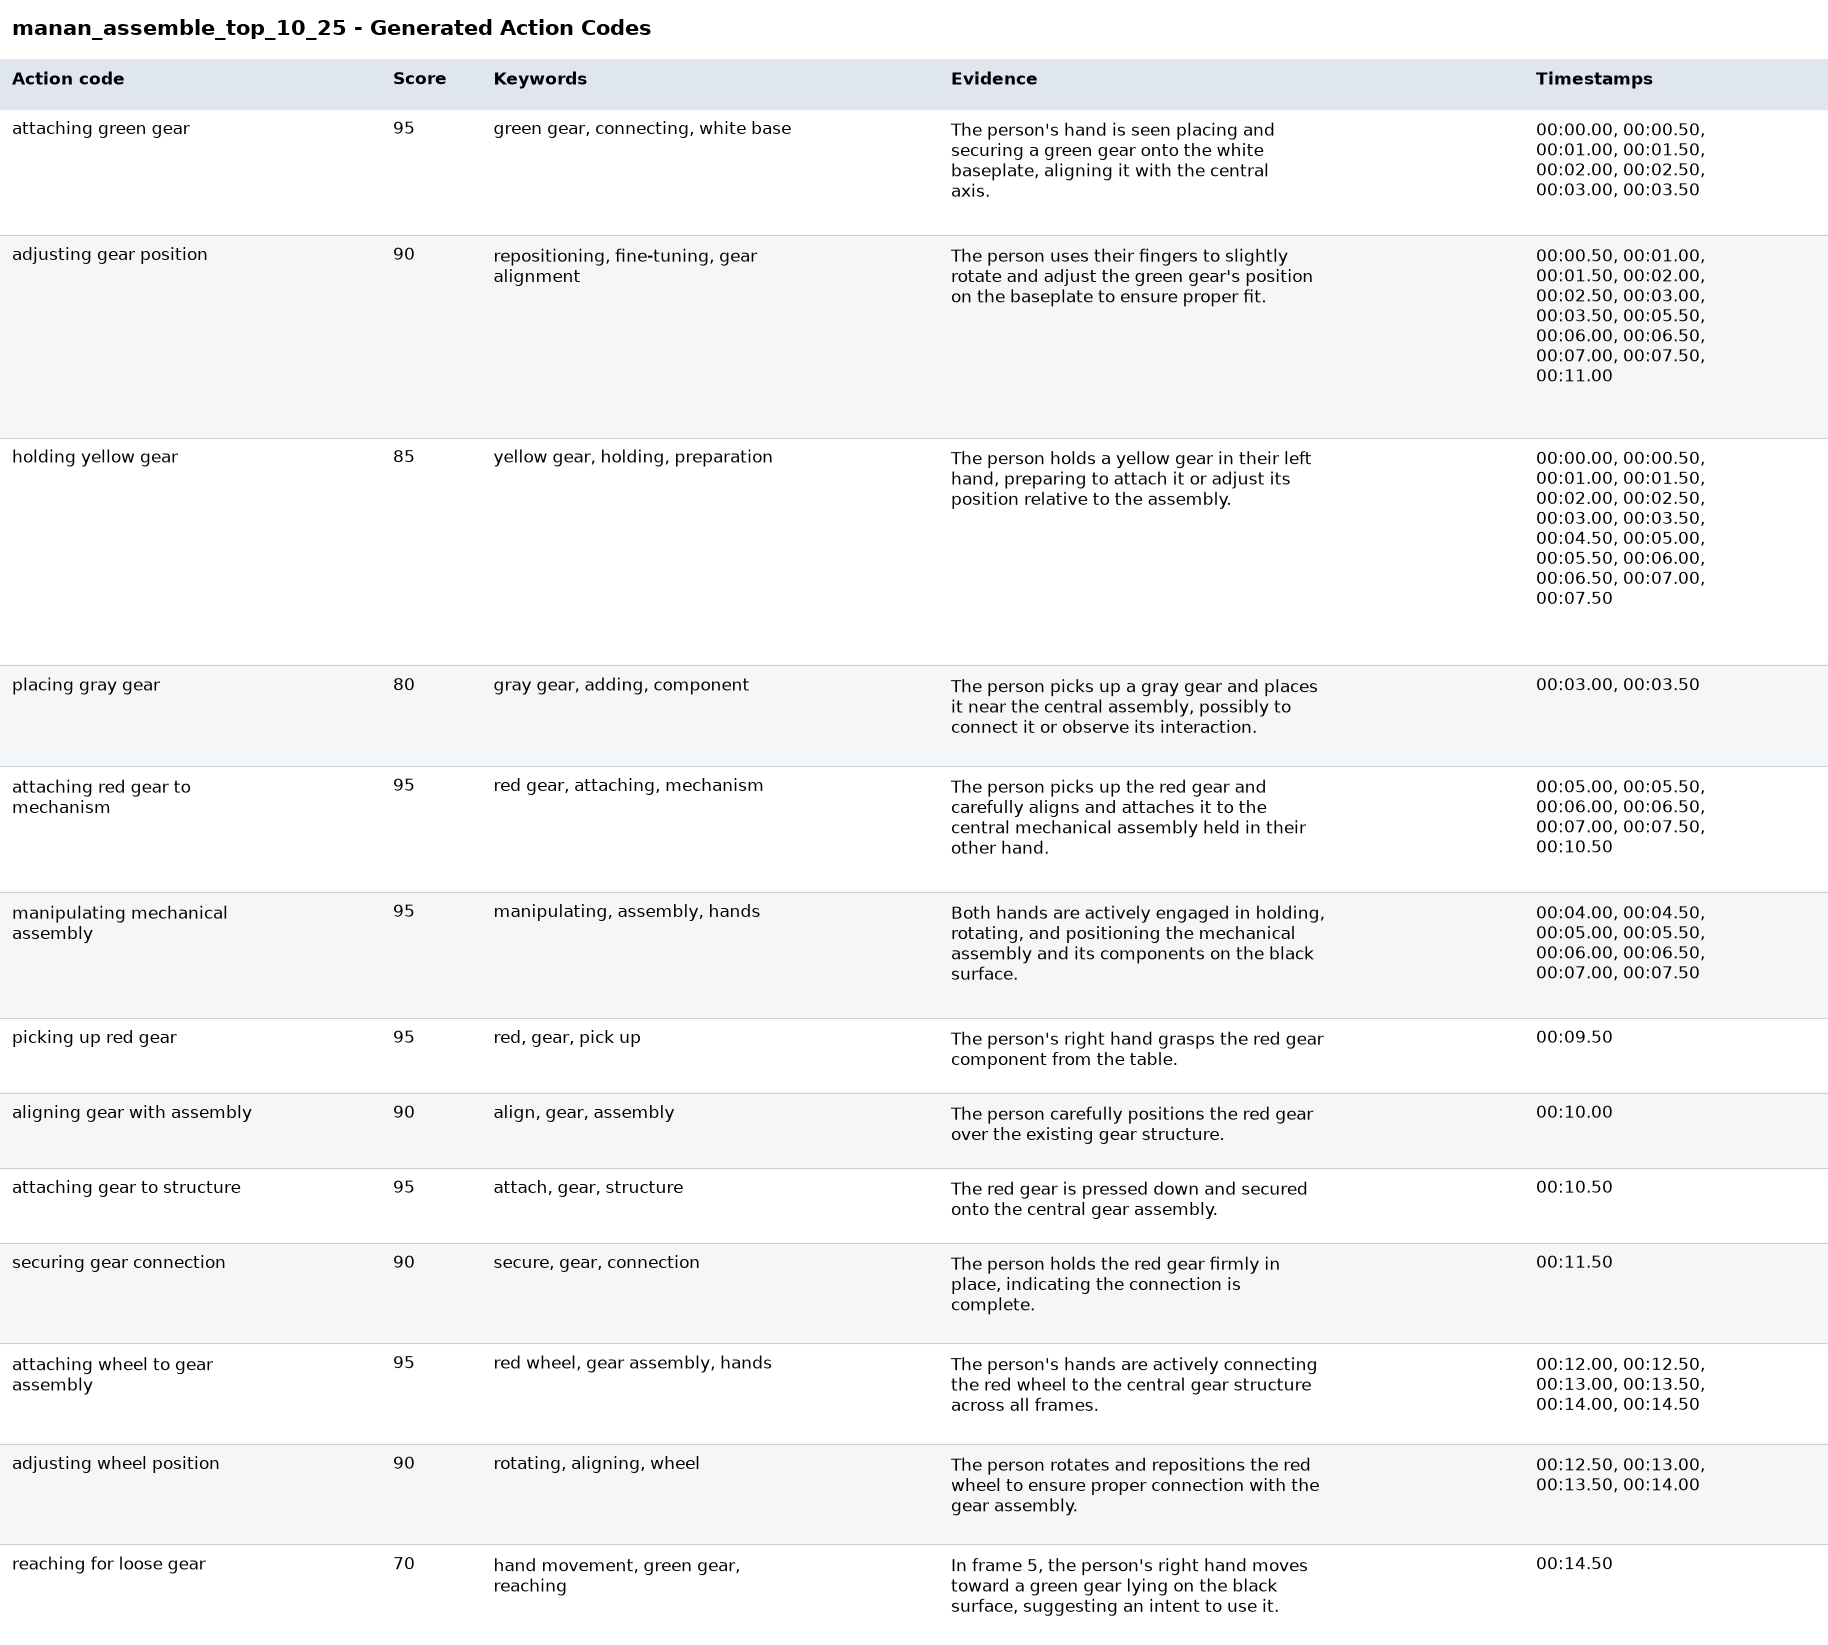 manan_assemble_top_10_25 - Generated Action Codes
Action code Score Keywords Evidence Timestamps
attaching green gear 95 green gear, connecting, white base The person's hand is seen placing and 00:00.00, 00:00.50,
securing a green gear onto the white 00:01.00, 00:01.50,
baseplate, aligning it with the central 00:02.00, 00:02.50,
axis. 00:03.00, 00:03.50
adjusting gear position 90 repositioning, fine-tuning, gear The person uses their fingers to slightly 00:00.50, 00:01.00,
alignment rotate and adjust the green gear's position 00:01.50, 00:02.00,
on the baseplate to ensure proper fit. 00:02.50, 00:03.00,
00:03.50, 00:05.50,
00:06.00, 00:06.50,
00:07.00, 00:07.50,
00:11.00
holding yellow gear 85 yellow gear, holding, preparation The person holds a yellow gear in their left 00:00.00, 00:00.50,
hand, preparing to attach it or adjust its 00:01.00, 00:01.50,
position relative to the assembly. 00:02.00, 00:02.50,
00:03.00, 00:03.50,
00:04.50, 00:05.00,
00:05.50, 00:06.00,
00:06.50, 00:07.00,
00:07.50
placing gray gear 80 gray gear, adding, component The person picks up a gray gear and places 00:03.00, 00:03.50
it near the central assembly, possibly to
connect it or observe its interaction.
attaching red gear to 95 red gear, attaching, mechanism The person picks up the red gear and 00:05.00, 00:05.50,
mechanism carefully aligns and attaches it to the 00:06.00, 00:06.50,
central mechanical assembly held in their 00:07.00, 00:07.50,
other hand. 00:10.50
manipulating mechanical 95 manipulating, assembly, hands Both hands are actively engaged in holding, 00:04.00, 00:04.50,
assembly rotating, and positioning the mechanical 00:05.00, 00:05.50,
assembly and its components on the black 00:06.00, 00:06.50,
surface. 00:07.00, 00:07.50
picking up red gear 95 red, gear, pick up The person's right hand grasps the red gear 00:09.50
component from the table.
aligning gear with assembly 90 align, gear, assembly The person carefully positions the red gear 00:10.00
over the existing gear structure.
attaching gear to structure 95 attach, gear, structure The red gear is pressed down and secured 00:10.50
onto the central gear assembly.
securing gear connection 90 secure, gear, connection The person holds the red gear firmly in 00:11.50
place, indicating the connection is
complete.
attaching wheel to gear 95 red wheel, gear assembly, hands The person's hands are actively connecting 00:12.00, 00:12.50,
assembly the red wheel to the central gear structure 00:13.00, 00:13.50,
across all frames. 00:14.00, 00:14.50
adjusting wheel position 90 rotating, aligning, wheel The person rotates and repositions the red 00:12.50, 00:13.00,
wheel to ensure proper connection with the 00:13.50, 00:14.00
gear assembly.
reaching for loose gear 70 hand movement, green gear, In frame 5, the person's right hand moves 00:14.50
reaching toward a green gear lying on the black
surface, suggesting an intent to use it.